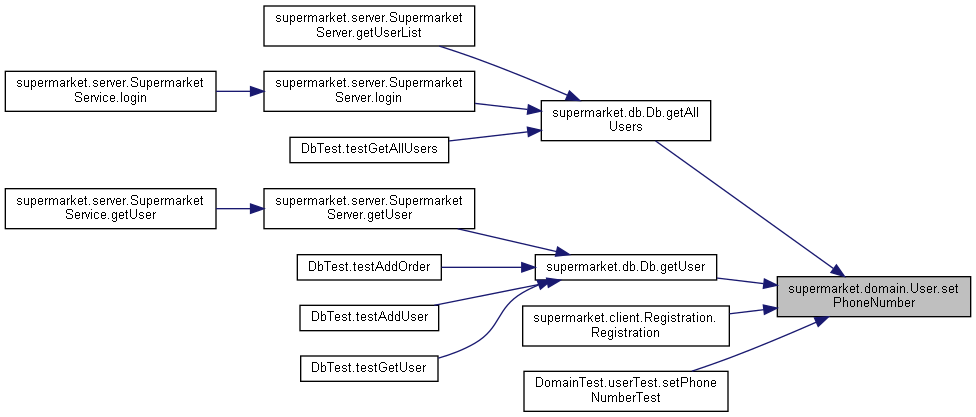 supermarket.server.Supermarket
Server.getUserList
supermarket.server.Supermarket
Service.login
supermarket.server.Supermarket
Server.login
supermarket.db.Db.getAll
Users
DbTest.testGetAllUsers
supermarket.server.Supermarket
Service.getUser
supermarket.server.Supermarket
Server.getUser
DbTest.testAddOrder
supermarket.db.Db.getUser
supermarket.domain.User.set
PhoneNumber
DbTest.testAddUser
supermarket.client.Registration.
Registration
DbTest.testGetUser
DomainTest.userTest.setPhone
NumberTest